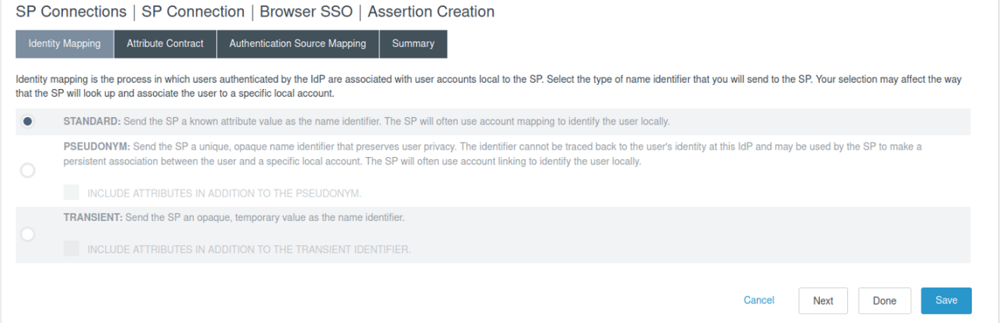 SP Connections | SP Connection | Browser SSO | Assertion Creation
Identity Mapping Attribute Contract Authentication Source Mapping Summary
Identity mapping is the process in which users authenticated by the IdP are associated with user accounts local to the SP. Select the type of name identifier that you will send to the SP. Your selection may affect the way
that the SP will look up and associate the user to a specific local account.
STANDARD: Send the SP a known attribute value as the name identifier. The SP will often use account mapping to identify the user locally.
PSEUDONYM: Send the SP a unique, opaque name identifier that preserves user privacy. The identifier cannot be traced back to the user's identity at this IdP and may be used by the SP to make a
persistent association between the user and a specific local account. The SP will often use account linking to identify the user locally.
INCLUDE ATTRIBUTES IN ADDITION TO THE PSEUDONYM.
TRANSIENT: Send the SP an opaque, temporary value as the name identifier.
INCLUDE ATTRIBUTES IN ADDITION TO THE TRANSIENT IDENTIFIER.
Cancel Next Done Save